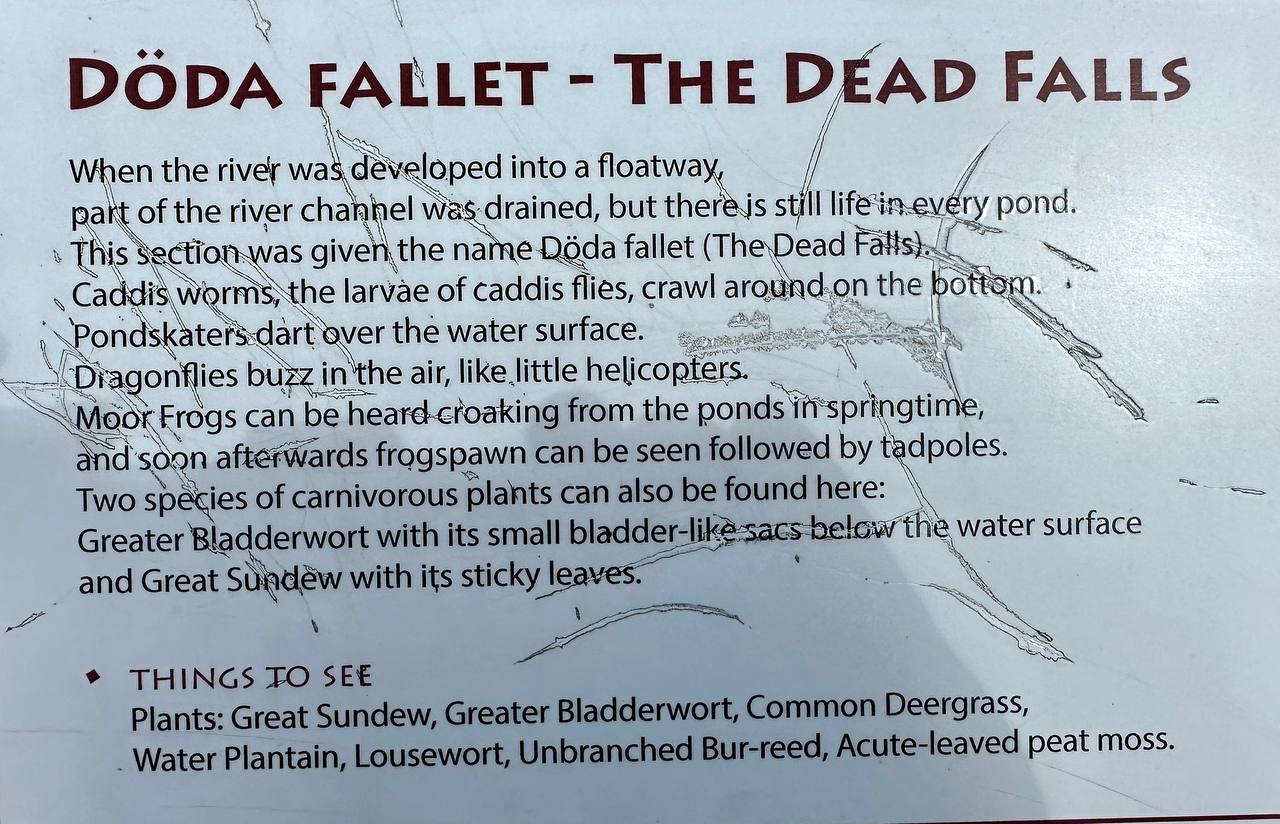 DÖDA FALLET - THE DEAD FALLS
When the river was developed into a floatway,
part of the river channel was drained, but there is still life in every pond.
This section was given the name Döda fallet (The Dead Falls).
Caddis worms, the larvae of caddis flies, crawl around on the bottom.
Pondskaters dart over the water surface.
Dragonflies buzz in the air, like little helicopters.
Moor Frogs can be heard croaking from the ponds in springtime,
and soon afterwards frogspawn can be seen followed by tadpoles.
Two species of carnivorous plants can also be found here:
Greater Bladderwort with its small bladder-like sacs below the water surface
and Great Sundew with its sticky leaves.
◆ THINGS TO SEE
Plants: Great Sundew, Greater Bladderwort, Common Deergrass,
Water Plantain, Lousewort, Unbranched Bur-reed, Acute-leaved peat moss.